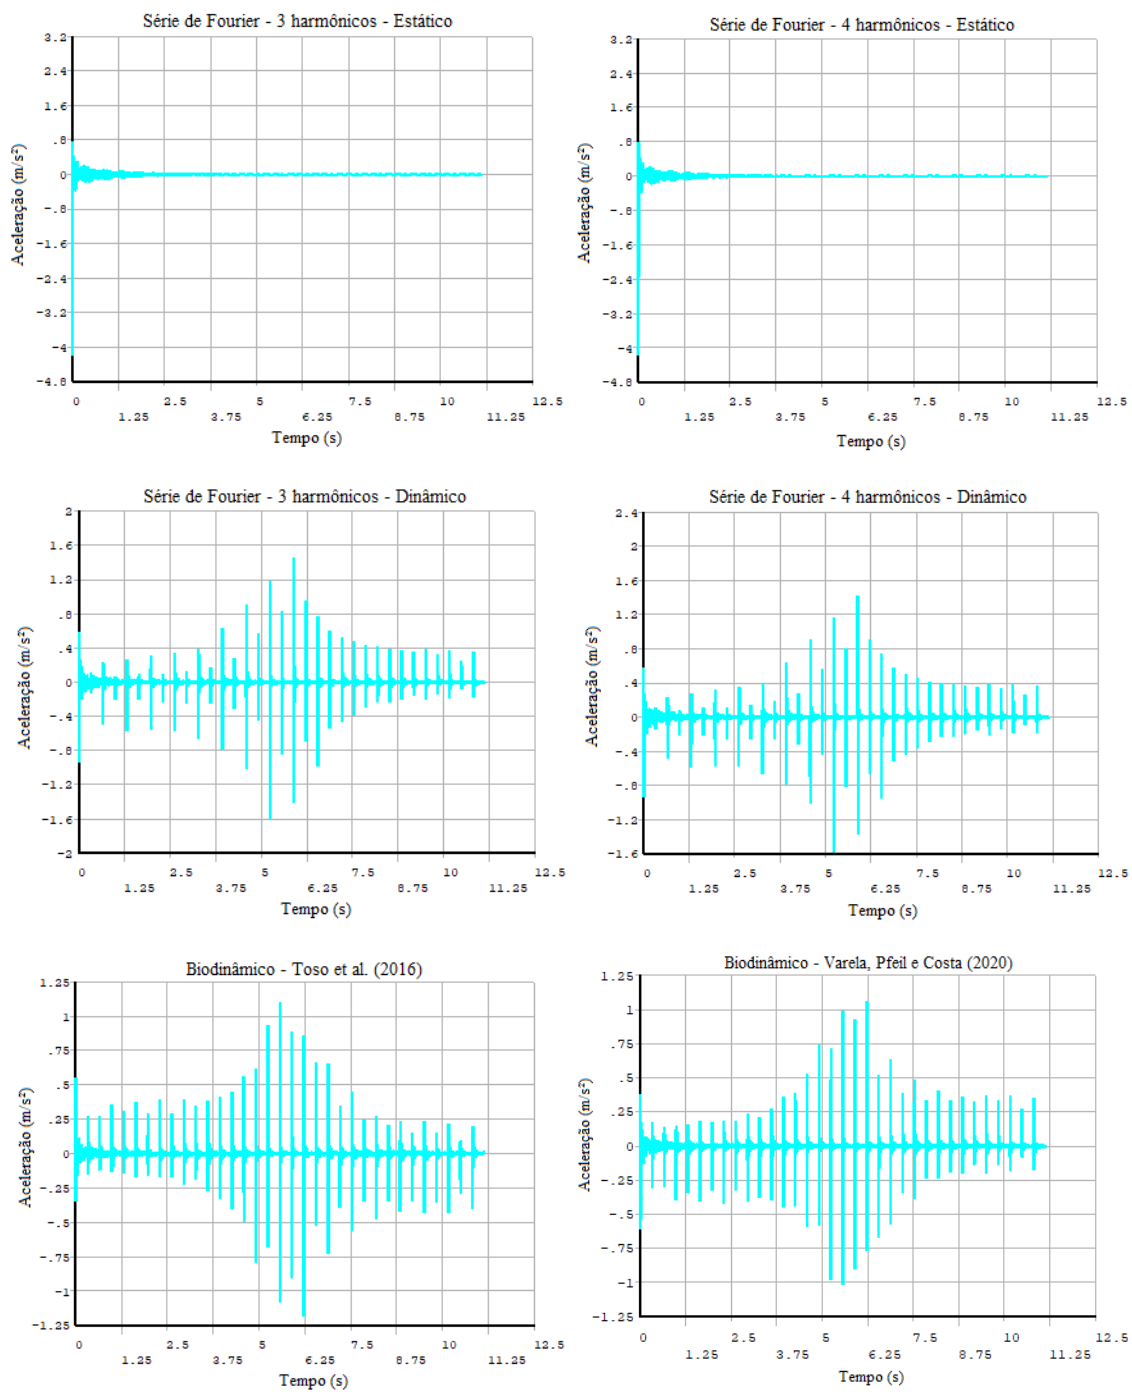 Série de Fourier - 3 harmônicos - Estático
3.2
2.4
1.6
.8
0
-.8
-1.6
-2.4
-3.2
-4
-4.8
Aceleração (m/s²)
0 2.5 5 7.5 10 12.5
1.25 3.75 6.25 8.75 11.25
Tempo (s)
Série de Fourier - 4 harmônicos - Estático
3.2
2.4
1.6
.8
0
-.8
-1.6
-2.4
-3.2
-4
-4.8
Aceleração (m/s²)
0 2.5 5 7.5 10 12.5
1.25 3.75 6.25 8.75 11.25
Tempo (s)
Série de Fourier - 3 harmônicos - Dinâmico
2
1.6
1.2
.8
.4
0
-.4
-.8
-1.2
-1.6
-2
Aceleração (m/s²)
0 2.5 5 7.5 10 12.5
1.25 3.75 6.25 8.75 11.25
Tempo (s)
Série de Fourier - 4 harmônicos - Dinâmico
2.4
2
1.6
1.2
.8
.4
0
-.4
-.8
-1.2
-1.6
Aceleração (m/s²)
0 2.5 5 7.5 10 12.5
1.25 3.75 6.25 8.75 11.25
Tempo (s)
Biodinâmico - Toso et al. (2016)
1.25
1
.75
.5
.25
0
-.25
-.5
-.75
-1
-1.25
Aceleração (m/s²)
0 2.5 5 7.5 10 12.5
1.25 3.75 6.25 8.75 11.25
Tempo (s)
Biodinâmico - Varela, Pfeil e Costa (2020)
1.25
1
.75
.5
.25
0
-.25
-.5
-.75
-1
-1.25
Aceleração (m/s²)
0 2.5 5 7.5 10 12.5
1.25 3.75 6.25 8.75 11.25
Tempo (s)